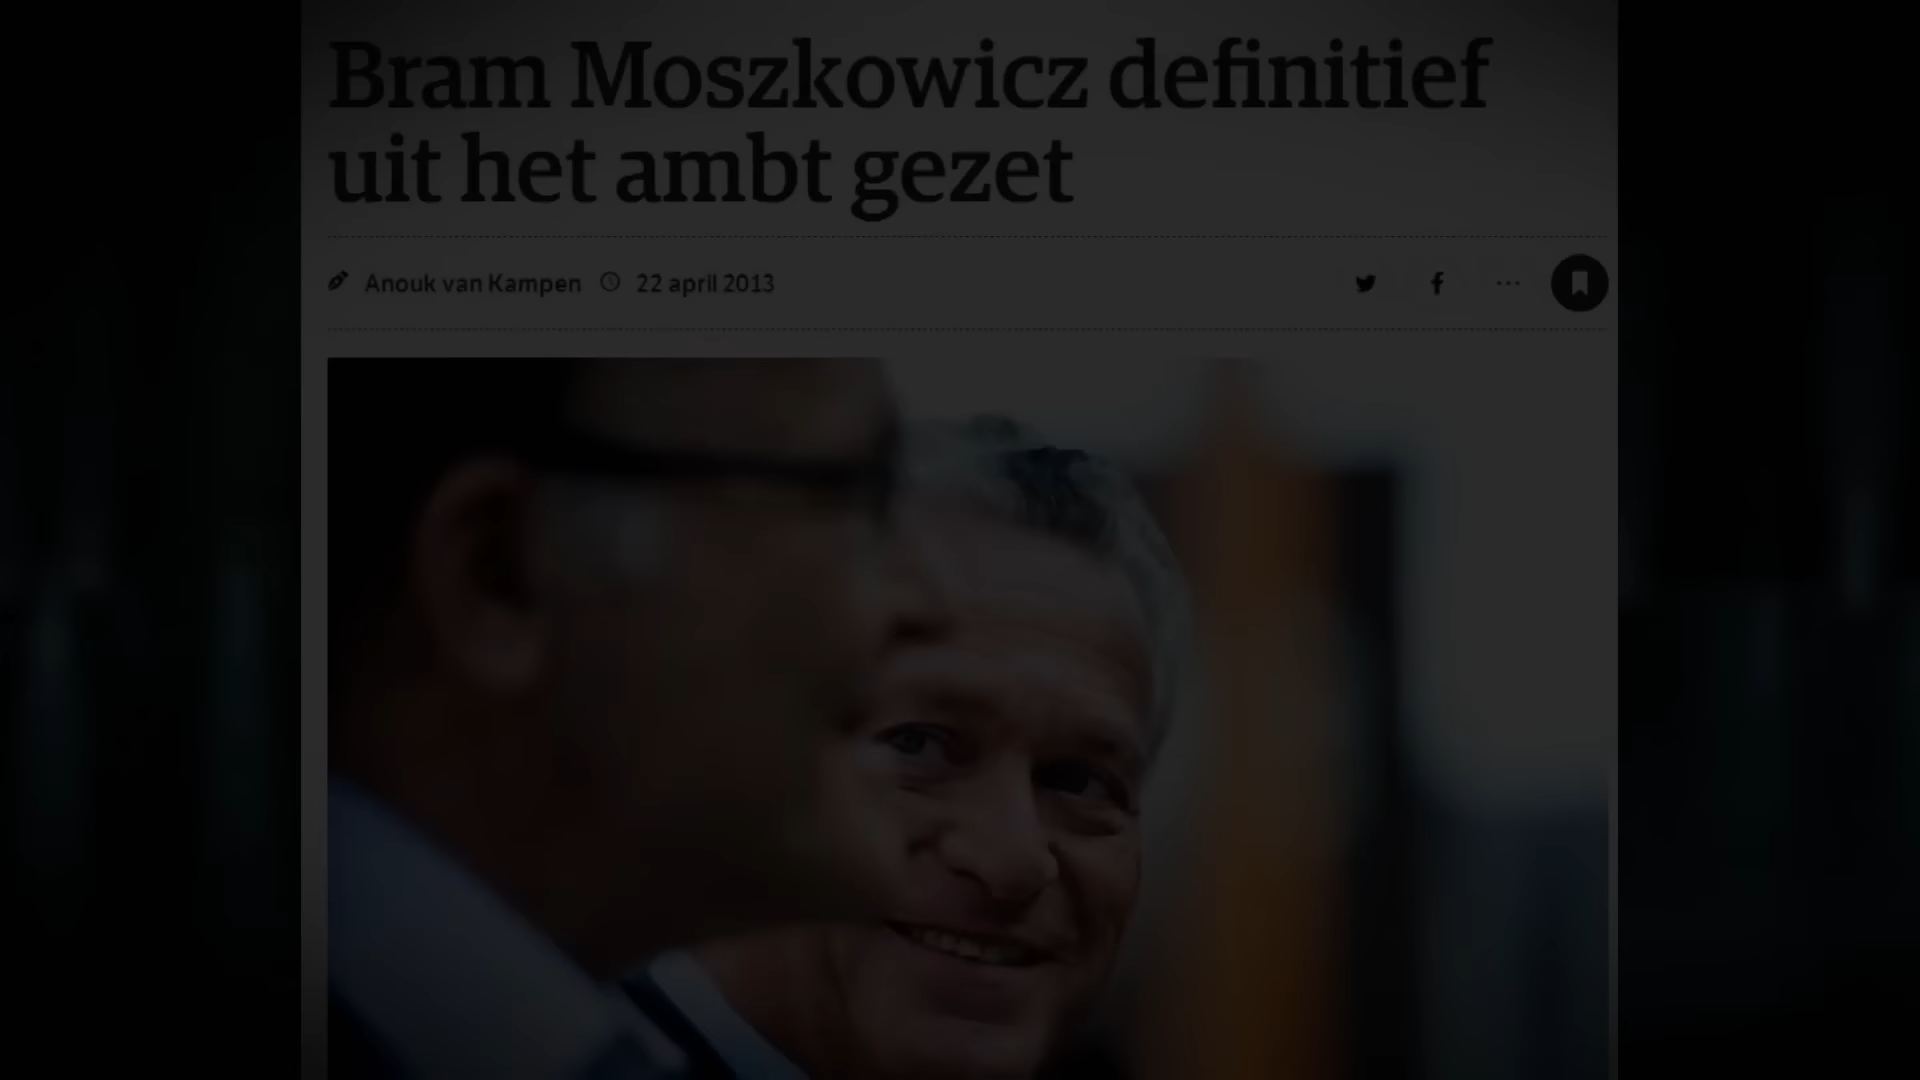 Bram Moszkowicz definitief
uit het ambt gezet
Anouk van Kampen 22 april 2013